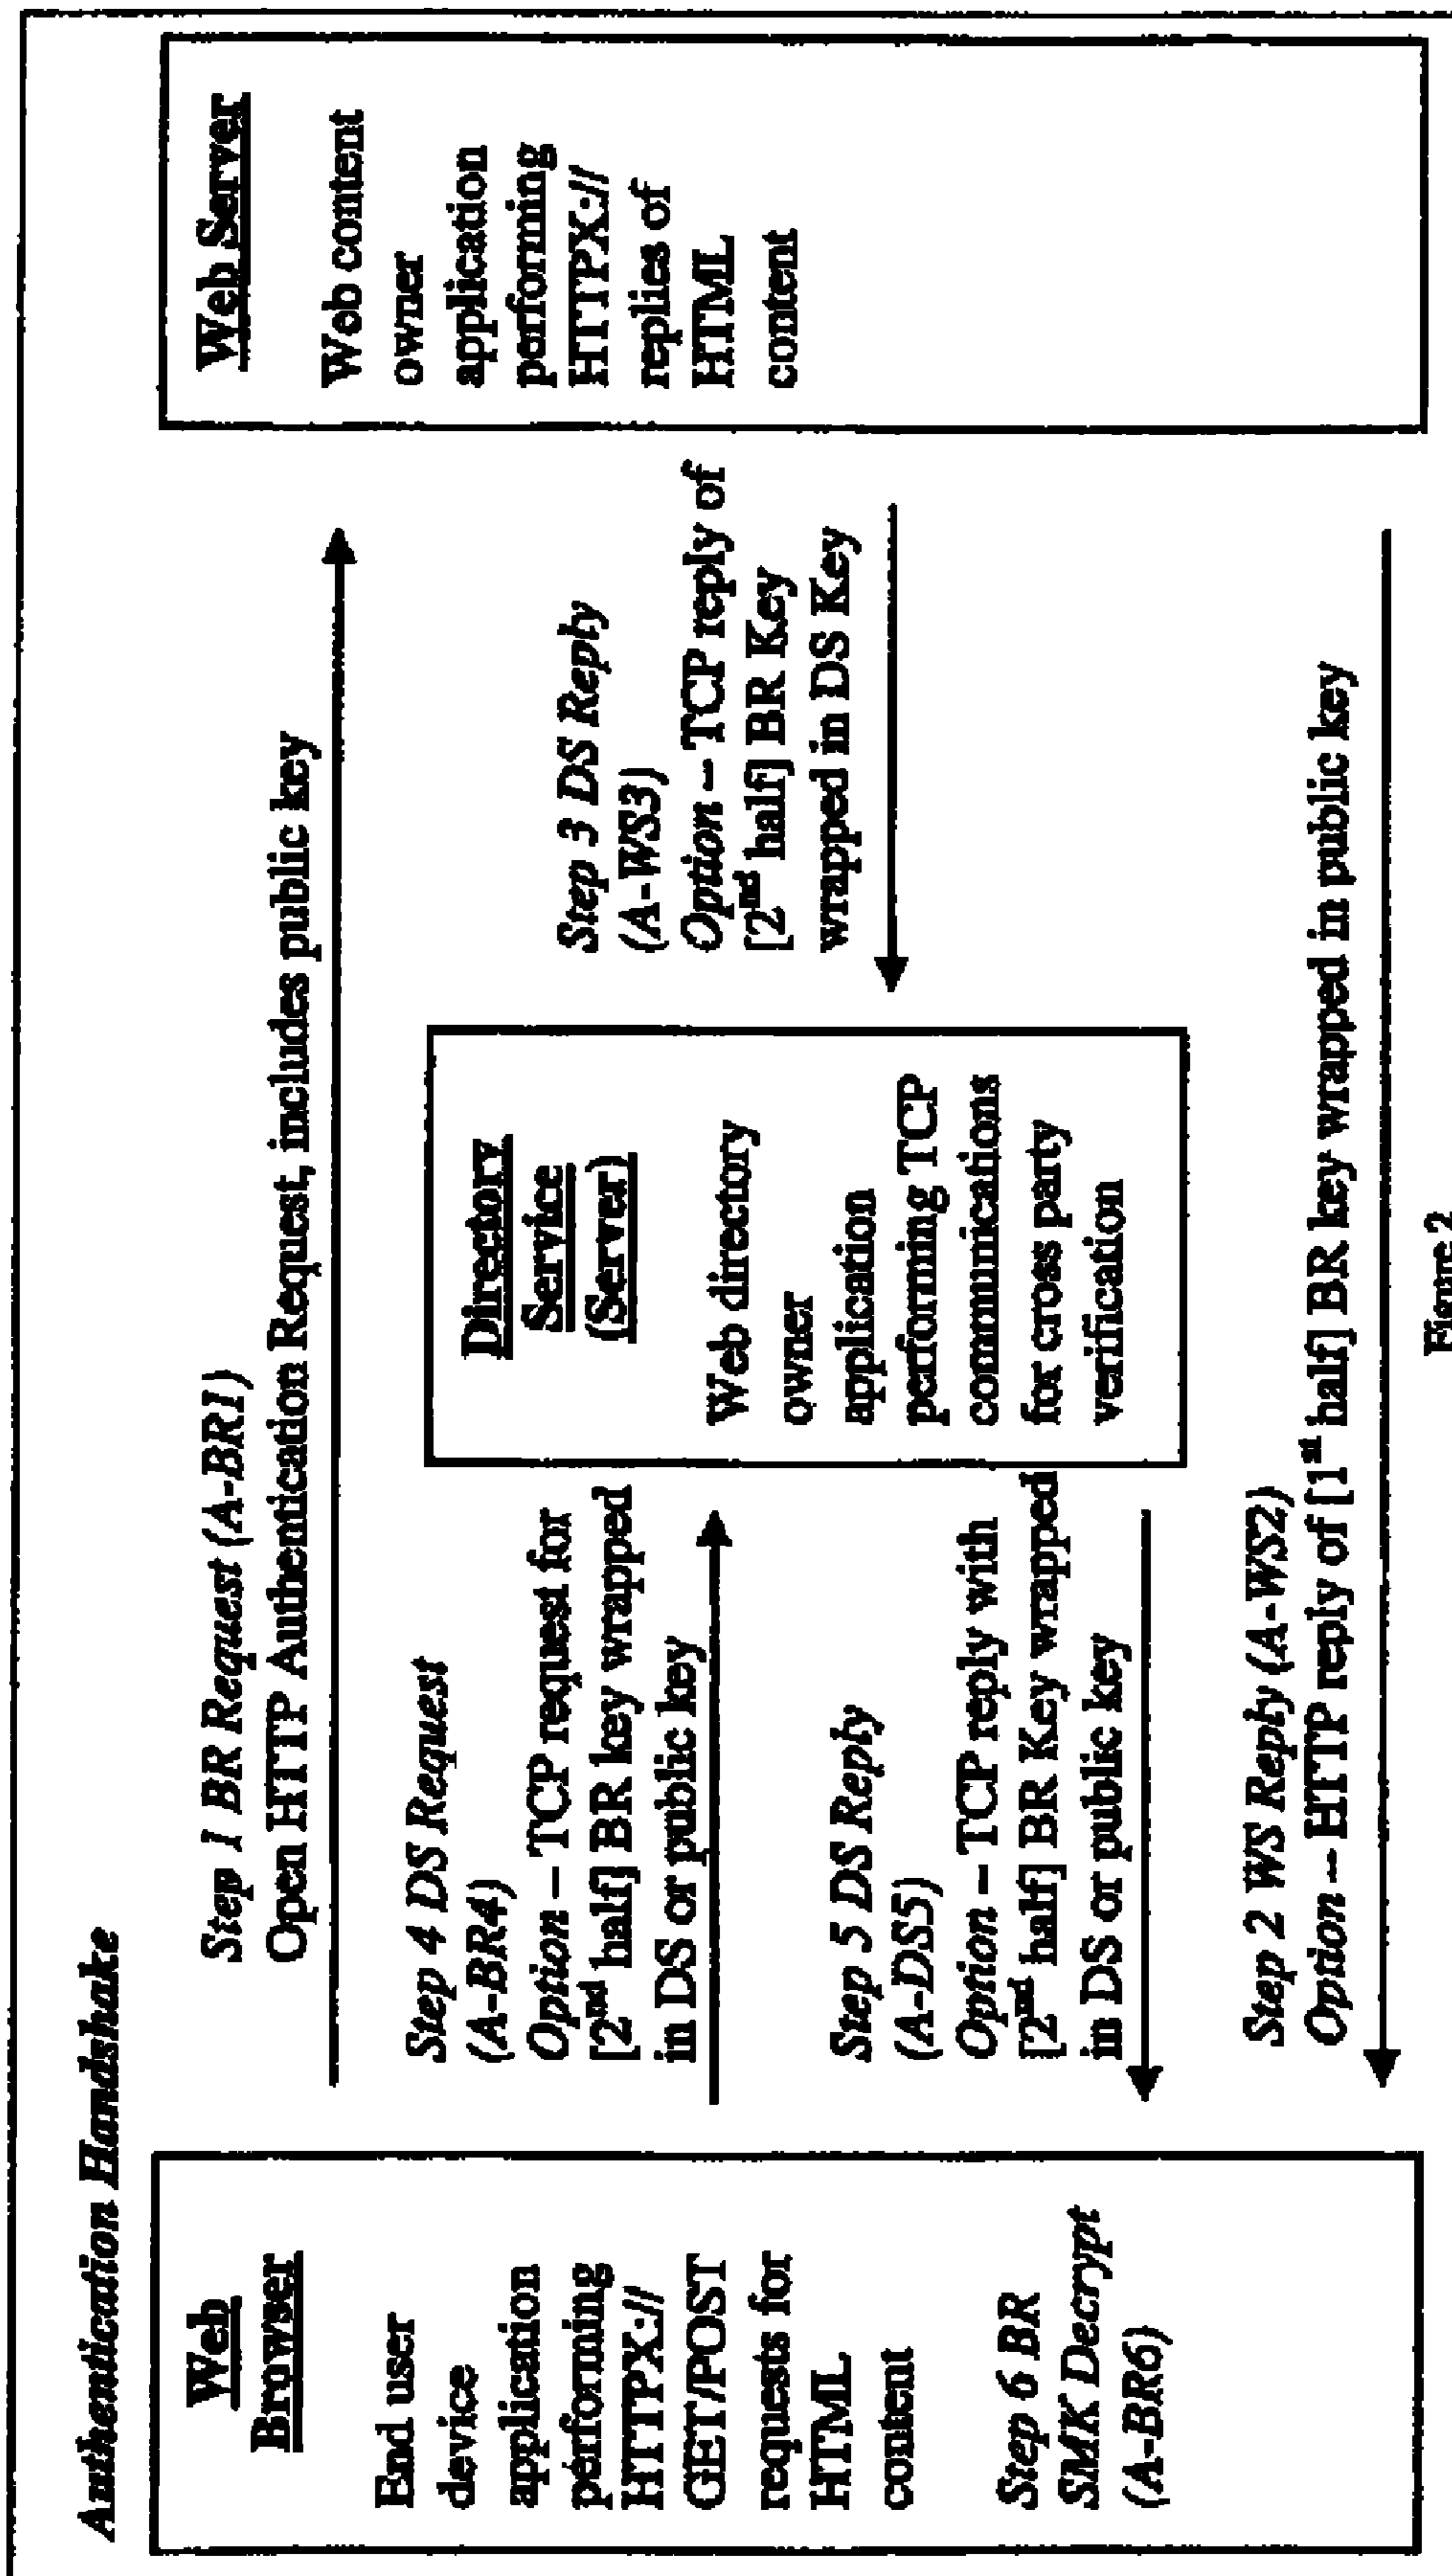 Authentication Handshake
Web
Browser
End user
device
application
performing
HTTPX://
GET/POST
requests for
HTML
content
Step 6 BR
SMK Decrypt
(A-BR6)
Step 1 BR Request (A-BR1)
Open HTTP Authentication Request, includes public key
Step 4 DS Request
(A-BR4)
Option – TCP request for
[2nd half] BR key wrapped
in DS or public key
Step 5 DS Reply
(A-DS5)
Option – TCP reply with
[2nd half] BR Key wrapped
in DS or public key
Directory
Service
(Server)
Web directory
owner
application
performing TCP
communications
for cross party
verification
Step 3 DS Reply
(A-WS3)
Option – TCP reply of
[2nd half] BR Key
wrapped in DS Key
Step 2 WS Reply (A-WS2)
Option -- HTTP reply of [1st half] BR key wrapped in public key
Web Server
Web content
owner
application
performing
HTTPX://
replies of
HTML
content
Figure 2